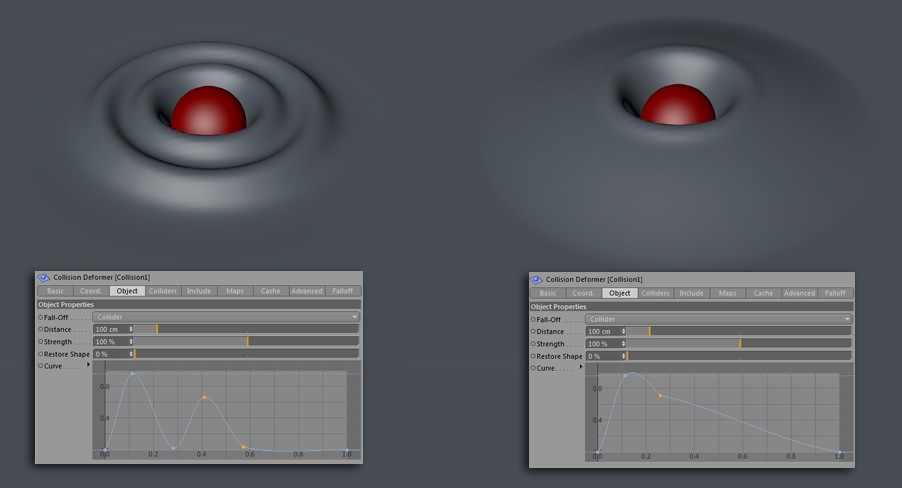 Collision Deformer [Collision1]
Basic Coord. Object Colliders Include Maps Cache Advanced Falloff
Object Properties
Fall-Off Collider
Distance 100 cm
Strength 100 %
Restore Shape 0 %
Curve
0.8
0.4
0.0 0.2 0.4 0.6 0.8 1.0
Collision Deformer [Collision1]
Basic Coord. Object Colliders Include Maps Cache Advanced Falloff
Object Properties
Fall-Off Collider
Distance 100 cm
Strength 100 %
Restore Shape 0 %
Curve
0.8
0.4
0.0 0.2 0.4 0.6 0.8 1.0